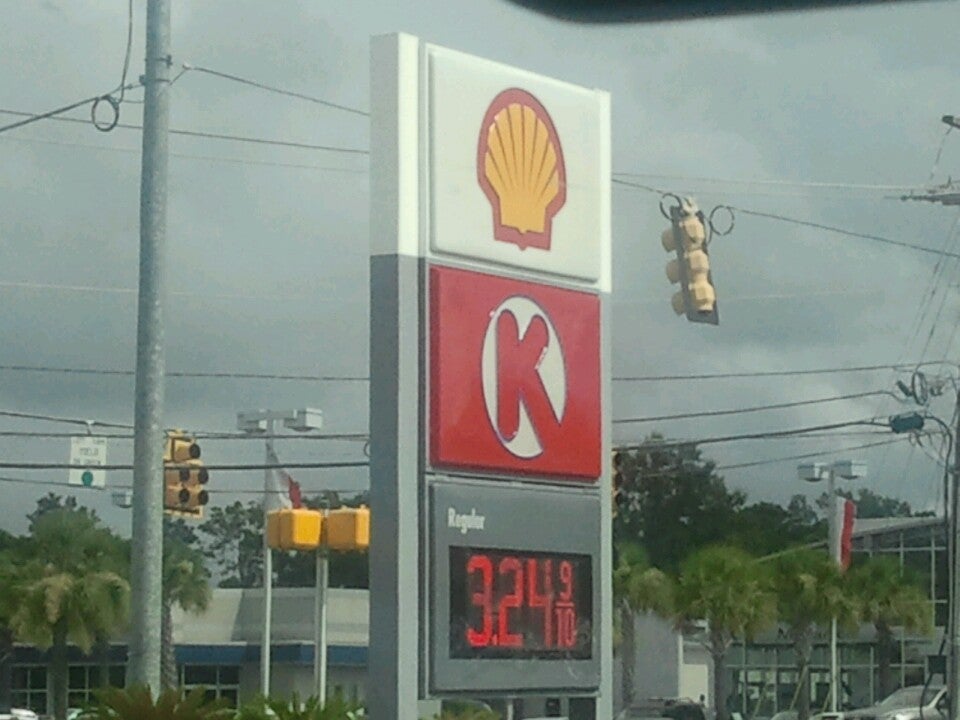 K
Regular
3.24 9/10